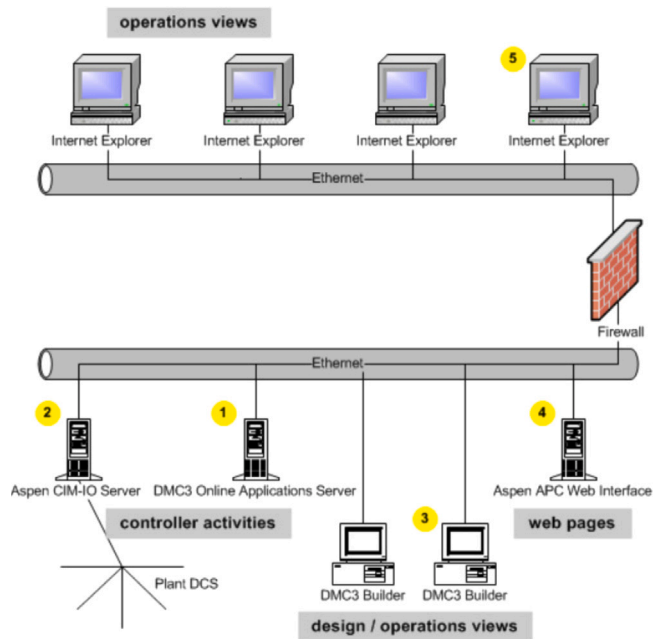 operations views
5
Internet Explorer
Internet Explorer
Internet Explorer
Internet Explorer
Ethernet
Firewall
Ethernet
2
1
4
Aspen CIM-IO Server
DMC3 Online Applications Server
Aspen APC Web Interface
controller activities
3
web pages
Plant DCS
DMC3 Builder
DMC3 Builder
design / operations views